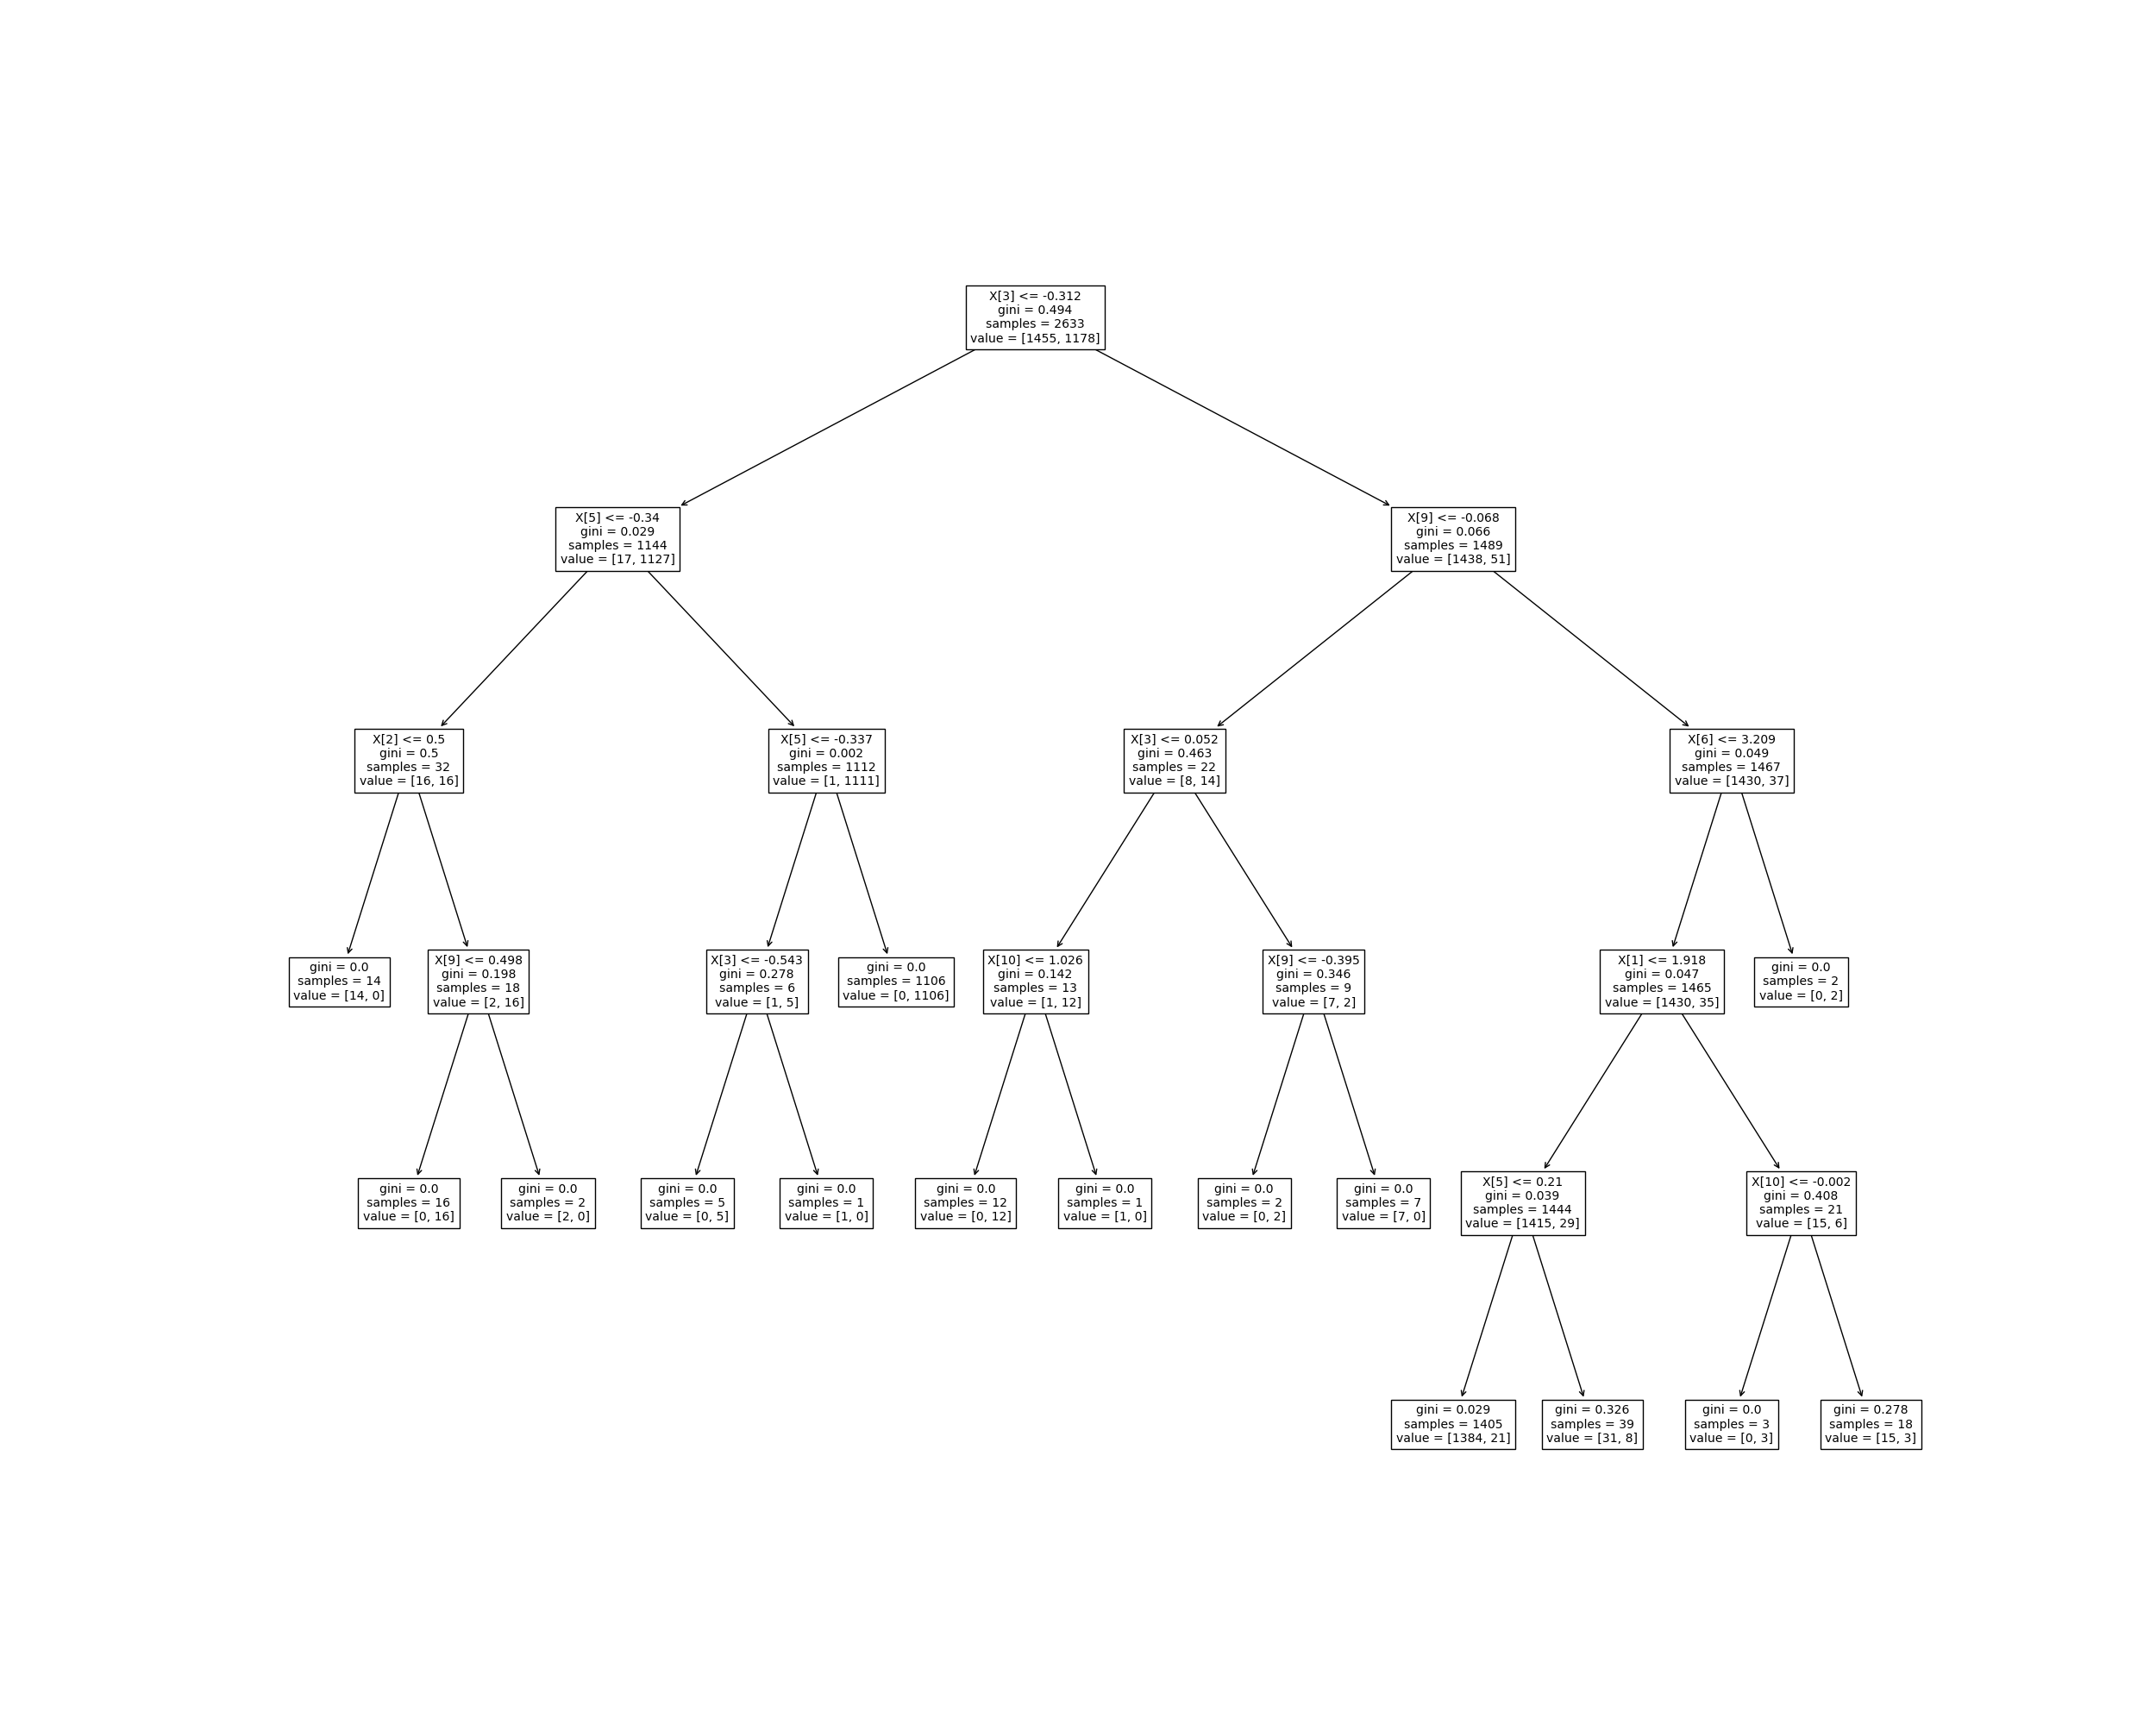 X[3] <= -0.312
gini = 0.494
samples = 2633
value = [1455, 1178]
X[5] <= -0.34
gini = 0.029
samples = 1144
value = [17, 1127]
X[9] <= -0.068
gini = 0.066
samples = 1489
value = [1438, 51]
X[2] <= 0.5
gini = 0.5
samples = 32
value = [16, 16]
X[5] <= -0.337
gini = 0.002
samples = 1112
value = [1, 1111]
X[3] <= 0.052
gini = 0.463
samples = 22
value = [8, 14]
X[6] <= 3.209
gini = 0.049
samples = 1467
value = [1430, 37]
gini = 0.0
samples = 14
value = [14, 0]
X[9] <= 0.498
gini = 0.198
samples = 18
value = [2, 16]
X[3] <= -0.543
gini = 0.278
samples = 6
value = [1, 5]
gini = 0.0
samples = 1106
value = [0, 1106]
X[10] <= 1.026
gini = 0.142
samples = 13
value = [1, 12]
X[9] <= -0.395
gini = 0.346
samples = 9
value = [7, 2]
X[1] <= 1.918
gini = 0.047
samples = 1465
value = [1430, 35]
gini = 0.0
samples = 2
value = [0, 2]
gini = 0.0
samples = 16
value = [0, 16]
gini = 0.0
samples = 2
value = [2, 0]
gini = 0.0
samples = 5
value = [0, 5]
gini = 0.0
samples = 1
value = [1, 0]
gini = 0.0
samples = 12
value = [0, 12]
gini = 0.0
samples = 1
value = [1, 0]
gini = 0.0
samples = 2
value = [0, 2]
gini = 0.0
samples = 7
value = [7, 0]
X[5] <= 0.21
gini = 0.039
samples = 1444
value = [1415, 29]
X[10] <= -0.002
gini = 0.408
samples = 21
value = [15, 6]
gini = 0.029
samples = 1405
value = [1384, 21]
gini = 0.326
samples = 39
value = [31, 8]
gini = 0.0
samples = 3
value = [0, 3]
gini = 0.278
samples = 18
value = [15, 3]